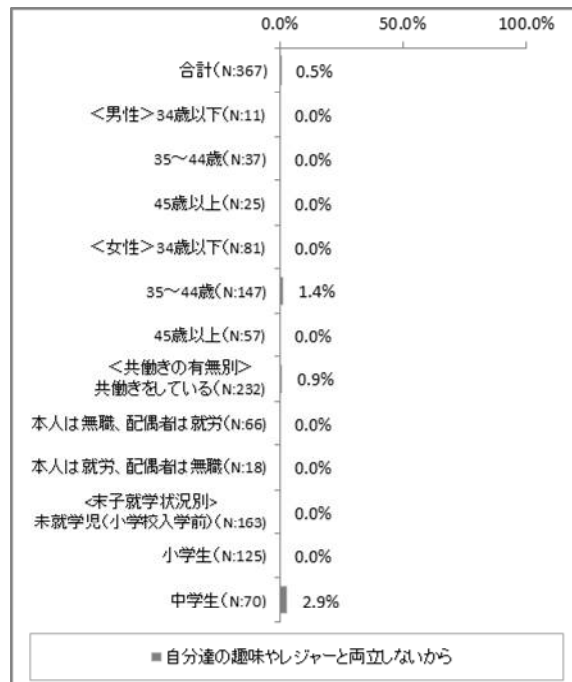 0.0% 50.0% 100.0%
合計(N:367) 0.5%
＜男性＞34歳以下(N:11) 0.0%
35～44歳(N:37) 0.0%
45歳以上(N:25) 0.0%
＜女性＞34歳以下(N:81) 0.0%
35～44歳(N:147) 1.4%
45歳以上(N:57) 0.0%
＜共働きの有無別＞
共働きをしている(N:232) 0.9%
本人は無職、配偶者は就労(N:66) 0.0%
本人は就労、配偶者は無職(N:18) 0.0%
<末子就学状況別>
未就学児(小学校入学前)(N:163) 0.0%
小学生(N:125) 0.0%
中学生(N:70) 2.9%
自分達の趣味やレジャーと両立しないから